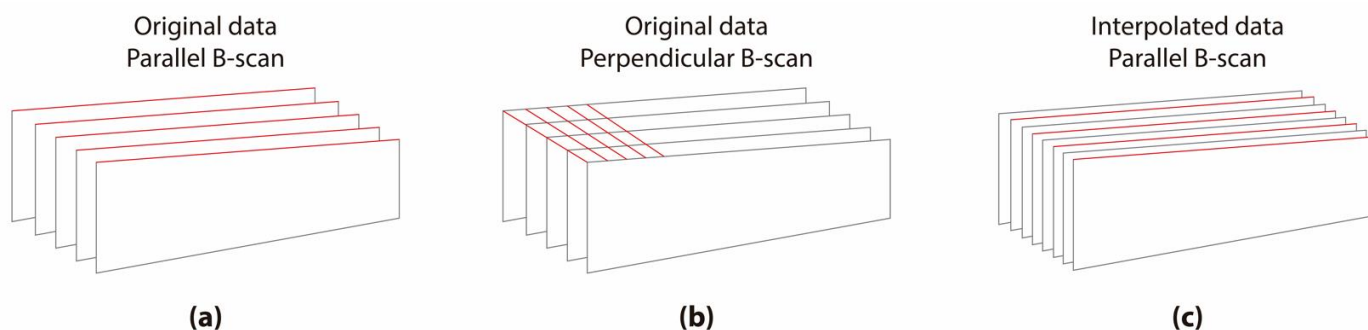 Original data
Parallel B-scan
Original data
Perpendicular B-scan
Interpolated data
Parallel B-scan
(a)
(b)
(c)